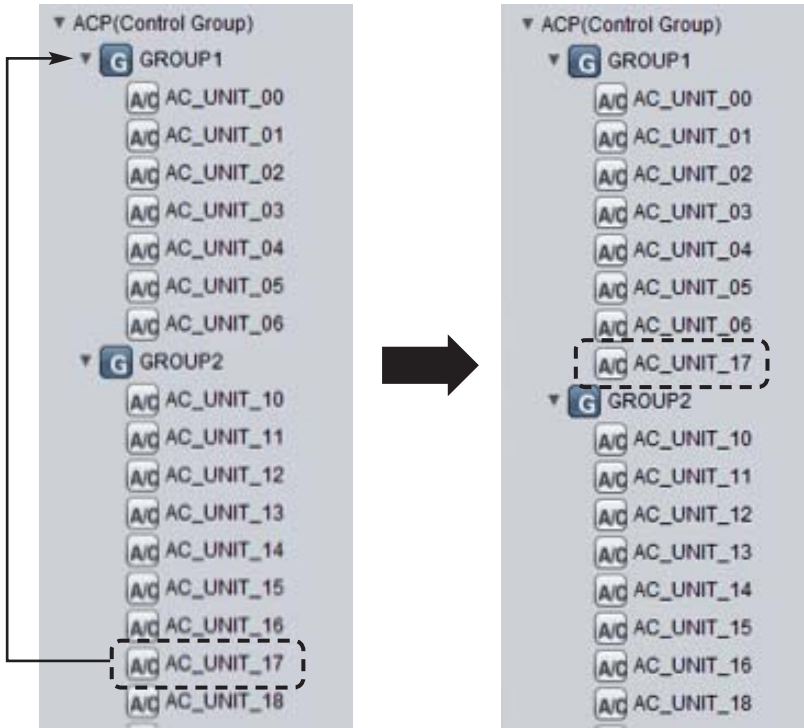 ACP(Control Group)
G GROUP1
A/C AC_UNIT_00
A/C AC_UNIT_01
A/C AC_UNIT_02
A/C AC_UNIT_03
A/C AC_UNIT_04
A/C AC_UNIT_05
A/C AC_UNIT_06
G GROUP2
A/C AC_UNIT_10
A/C AC_UNIT_11
A/C AC_UNIT_12
A/C AC_UNIT_13
A/C AC_UNIT_14
A/C AC_UNIT_15
A/C AC_UNIT_16
A/C AC_UNIT_17
A/C AC_UNIT_18
ACP(Control Group)
G GROUP1
A/C AC_UNIT_00
A/C AC_UNIT_01
A/C AC_UNIT_02
A/C AC_UNIT_03
A/C AC_UNIT_04
A/C AC_UNIT_05
A/C AC_UNIT_06
A/C AC_UNIT_17
G GROUP2
A/C AC_UNIT_10
A/C AC_UNIT_11
A/C AC_UNIT_12
A/C AC_UNIT_13
A/C AC_UNIT_14
A/C AC_UNIT_15
A/C AC_UNIT_16
A/C AC_UNIT_18